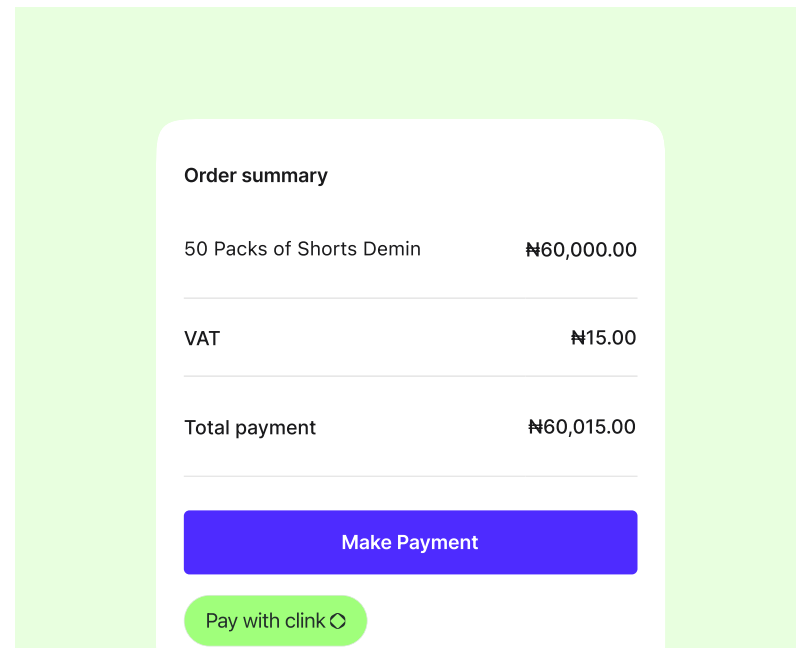 Order summary
50 Packs of Shorts Demin ₦60,000.00
VAT ₦15.00
Total payment ₦60,015.00
Make Payment
Pay with clink